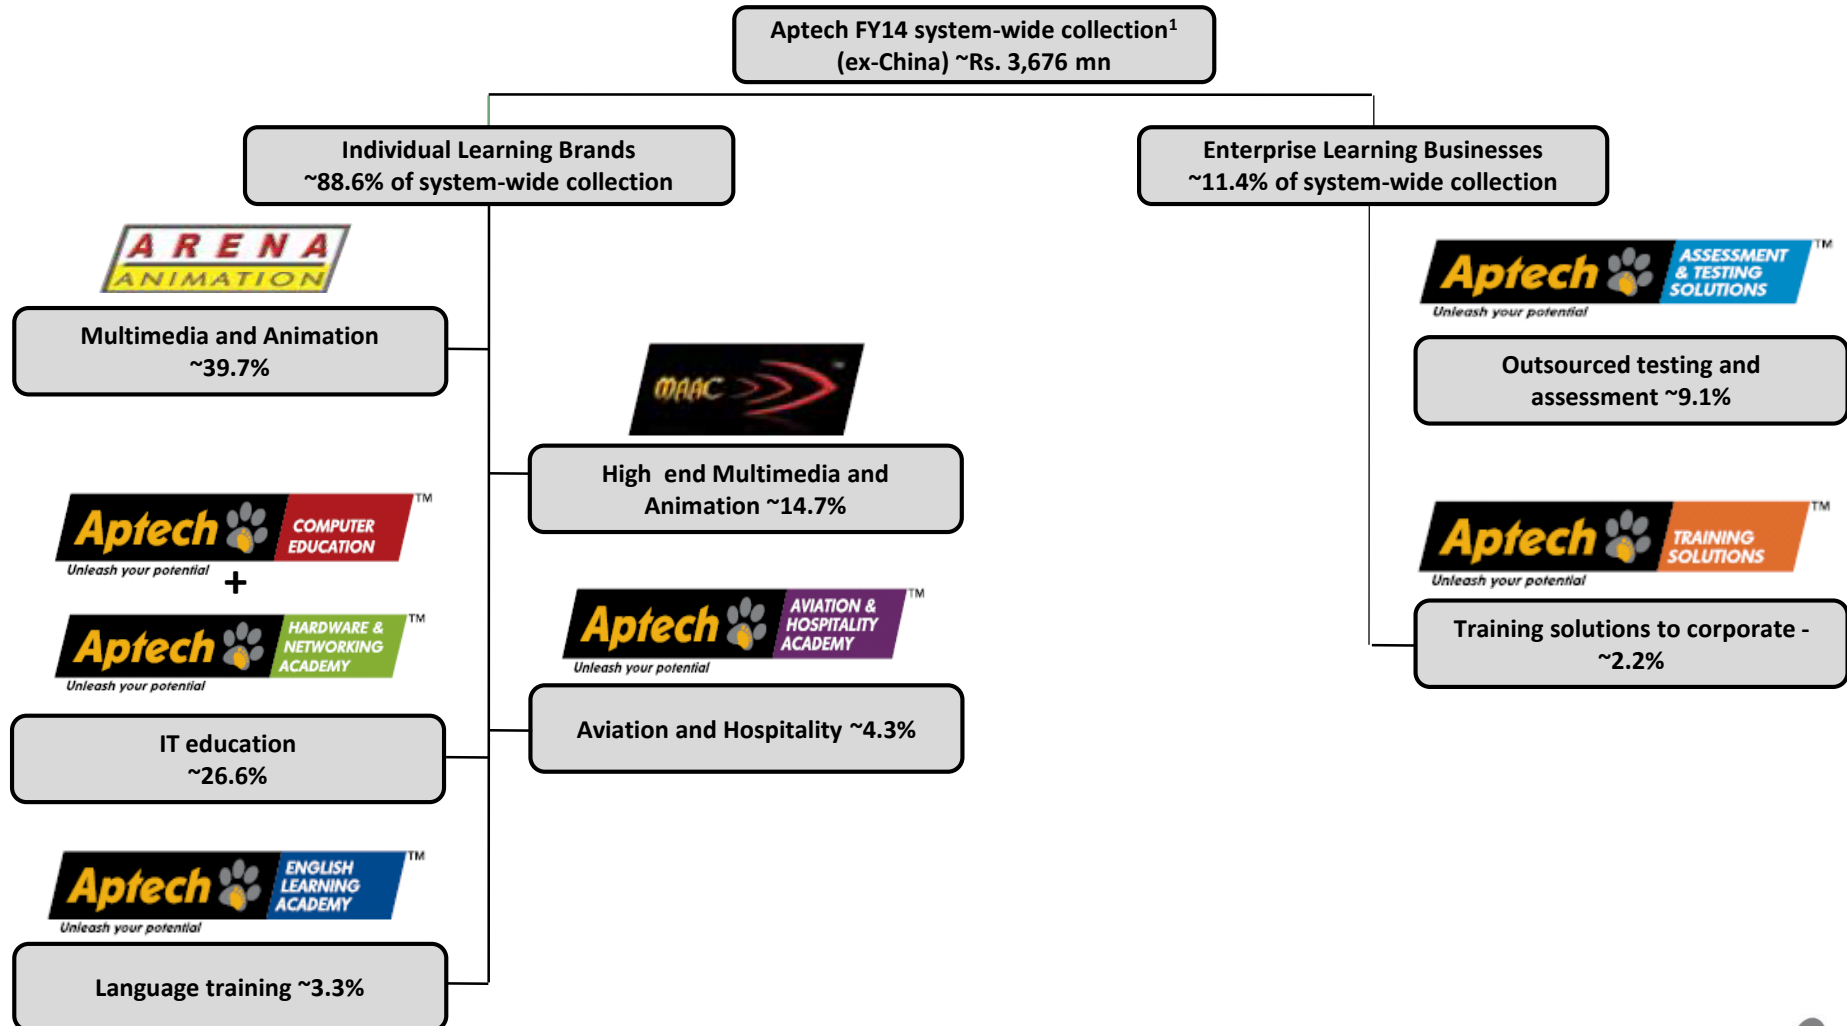 Aptech FY14 system-wide collection1
(ex-China) ~Rs. 3,676 mn
Individual Learning Brands
~88.6% of system-wide collection
Enterprise Learning Businesses
~11.4% of system-wide collection
ARENA
ANIMATION
Multimedia and Animation
~39.7%
MAAC
High end Multimedia and
Animation ~14.7%
Aptech COMPUTER
EDUCATION
TM
Unleash your potential
+
Aptech HARDWARE &
NETWORKING
ACADEMY
TM
Unleash your potential
IT education
~26.6%
Aptech AVIATION &
HOSPITALITY
ACADEMY
TM
Unleash your potential
Aviation and Hospitality ~4.3%
Aptech ENGLISH
LEARNING
ACADEMY
TM
Unleash your potential
Language training ~3.3%
Aptech ASSESSMENT
& TESTING
SOLUTIONS
TM
Unleash your potential
Outsourced testing and
assessment ~9.1%
Aptech TRAINING
SOLUTIONS
TM
Unleash your potential
Training solutions to corporate -
~2.2%